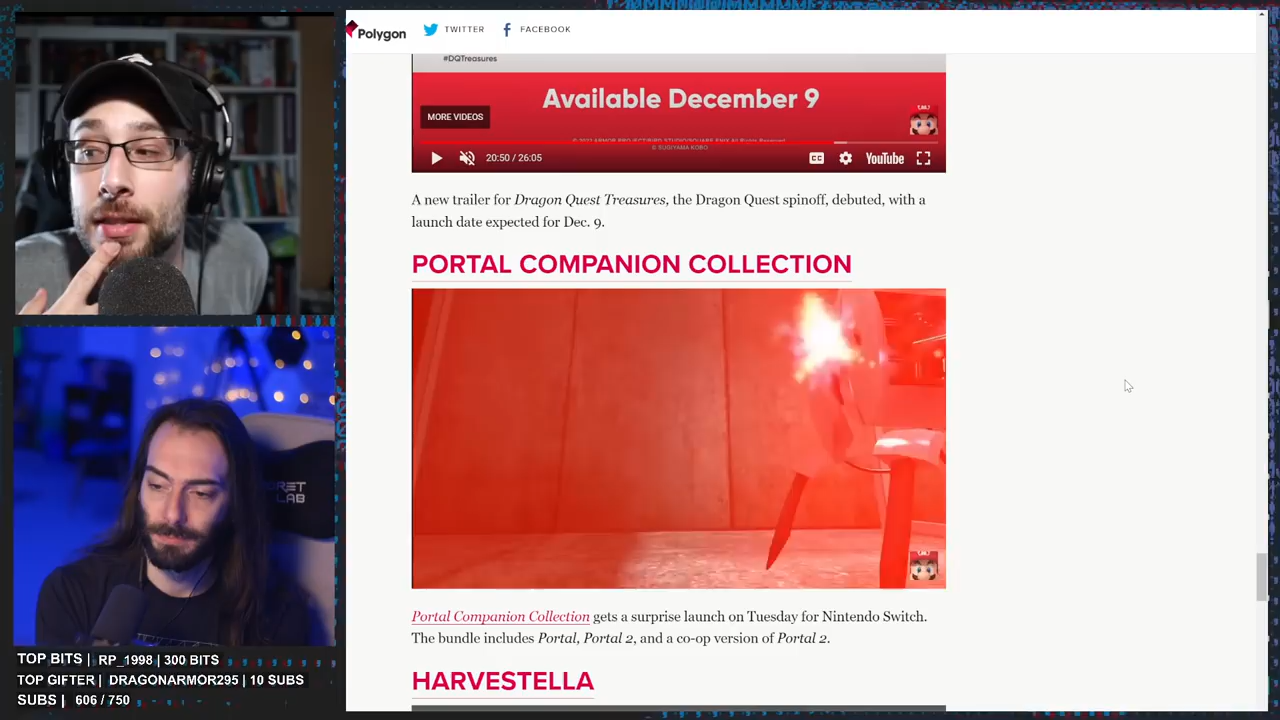 Polygon
TWITTER
FACEBOOK
#DQTreasures
Available December 9
MORE VIDEOS
© SUGIYAMA KOBO
20:50 / 26:05
CC
YouTube
A new trailer for Dragon Quest Treasures, the Dragon Quest spinoff, debuted, with a
launch date expected for Dec. 9.
PORTAL COMPANION COLLECTION
Portal Companion Collection gets a surprise launch on Tuesday for Nintendo Switch.
The bundle includes Portal, Portal 2, and a co-op version of Portal 2.
HARVESTELLA
TOP BITS | RP_1998 | 300 BITS
TOP GIFTER | DRAGONARMOR295 | 10 SUBS
SUBS | 606 / 750